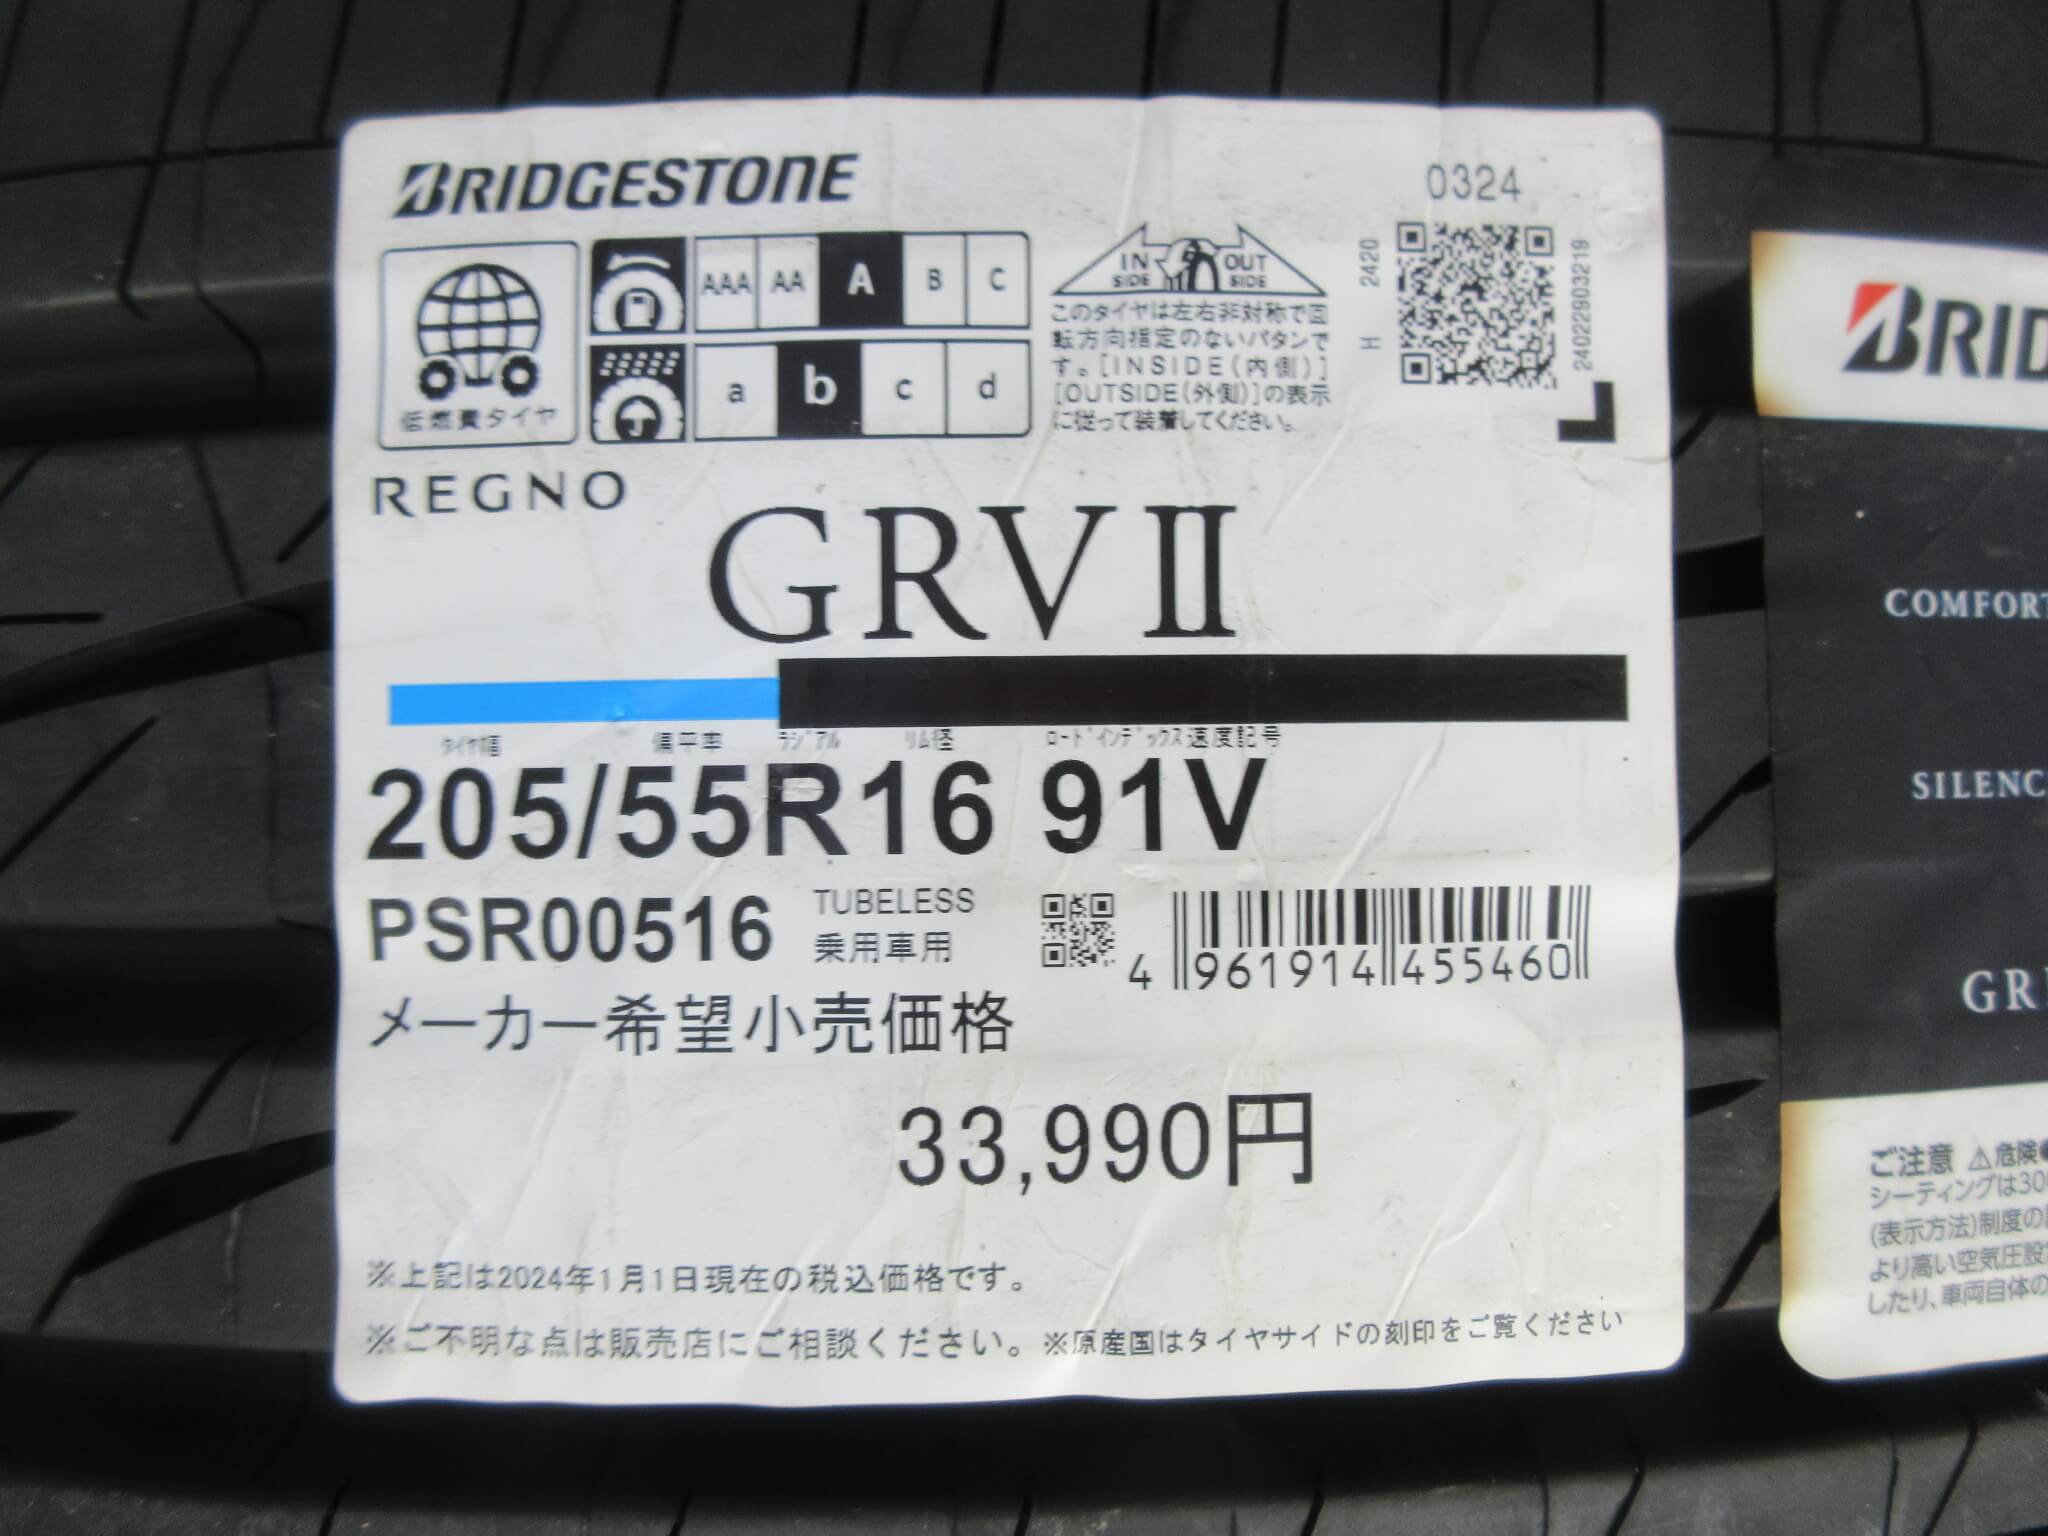 BRIDGESTONE
低燃費タイヤ
AAA AA A B C
a b c d
IN SIDE OUT SIDE
このタイヤは左右非対称で回
転方向指定のないパタンで
す。[INSIDE(内側)]
[OUTSIDE(外側)]の表示
に従って装着してください。
0324
H 2420
24022903219
L
REGNO
GRVⅡ
タイヤ幅 偏平率 ラジアル リム径 ロードインデックス 速度記号
205/55R16 91V
PSR00516
TUBELESS
乗用車用
4 961914 455460
メーカー希望小売価格
33,990円
※上記は2024年1月1日現在の税込価格です。
※ご不明な点は販売店にご相談ください。※原産国はタイヤサイドの刻印をご覧ください
BRID
COMFORT
SILENC
GR
ご注意 ⚠危険
シーティングは30
(表示方法)制度の
より高い空気圧設
したり、車両自体の